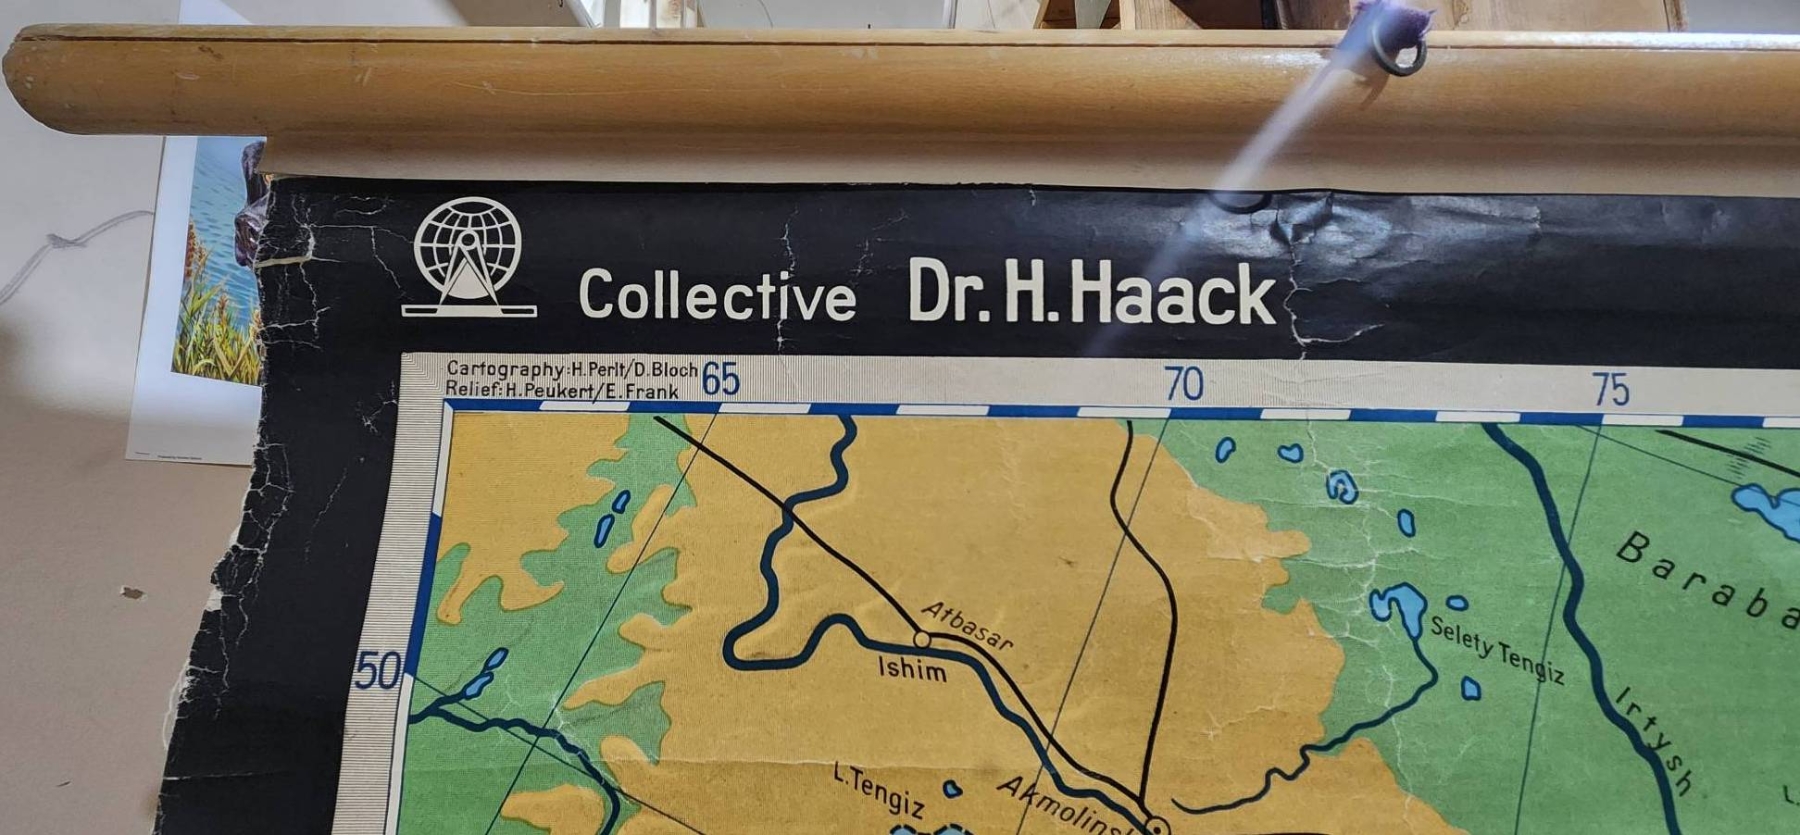 Collective Dr. H. Haack
Cartography: H. Perlt/D. Bloch
Relief: H. Peukert/E. Frank
65
70
75
Baraba
Atbasar
Selety Tengiz
50
Ishim
Irtysh
L. Tengiz
Akmolins
L.